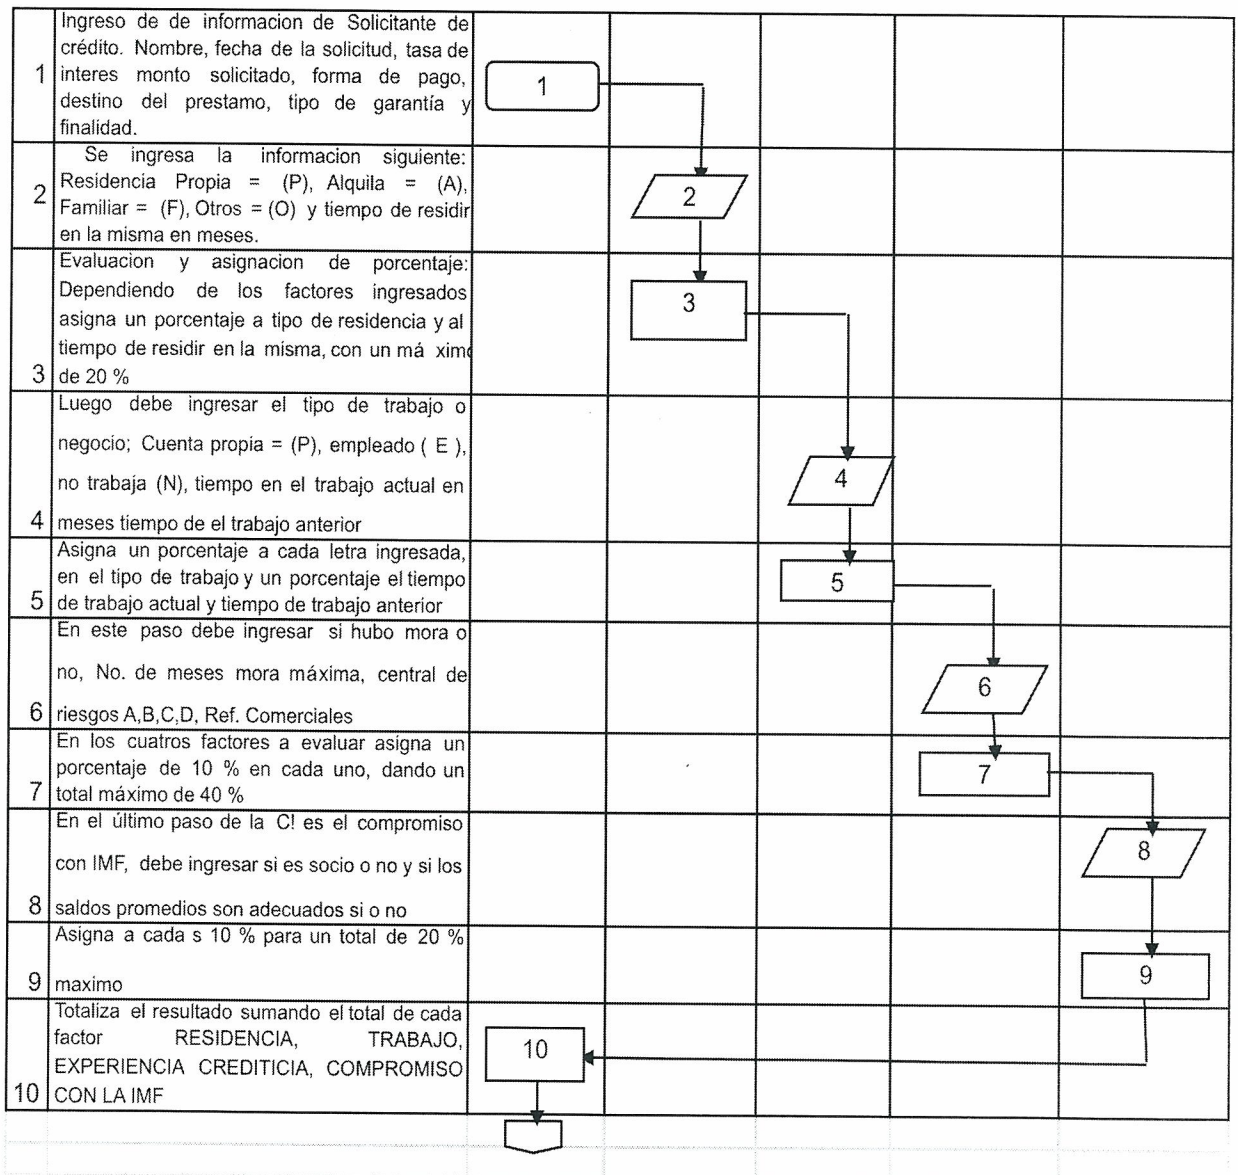 Ingreso de de informacion de Solicitante de
crédito. Nombre, fecha de la solicitud, tasa de
1 interes monto solicitado, forma de pago,
destino del prestamo, tipo de garantía y
finalidad.
1
Se ingresa la informacion siguiente:
Residencia Propia = (P), Alquila = (A),
2 Familiar = (F), Otros = (O) y tiempo de residir
en la misma en meses.
2
Evaluacion y asignacion de porcentaje:
Dependiendo de los factores ingresados
asigna un porcentaje a tipo de residencia y al
tiempo de residir en la misma, con un má ximo
3 de 20 %
3
Luego debe ingresar el tipo de trabajo o
negocio; Cuenta propia = (P), empleado ( E ),
no trabaja (N), tiempo en el trabajo actual en
4 meses tiempo de el trabajo anterior
4
Asigna un porcentaje a cada letra ingresada,
en el tipo de trabajo y un porcentaje el tiempo
5 de trabajo actual y tiempo de trabajo anterior
5
En este paso debe ingresar si hubo mora o
no, No. de meses mora máxima, central de
6 riesgos A,B,C,D, Ref. Comerciales
6
En los cuatros factores a evaluar asigna un
porcentaje de 10 % en cada uno, dando un
7 total máximo de 40 %
7
En el último paso de la C! es el compromiso
con IMF, debe ingresar si es socio o no y si los
8 saldos promedios son adecuados si o no
8
Asigna a cada s 10 % para un total de 20 %
9 maximo
9
Totaliza el resultado sumando el total de cada
factor RESIDENCIA, TRABAJO,
EXPERIENCIA CREDITICIA, COMPROMISO
10 CON LA IMF
10